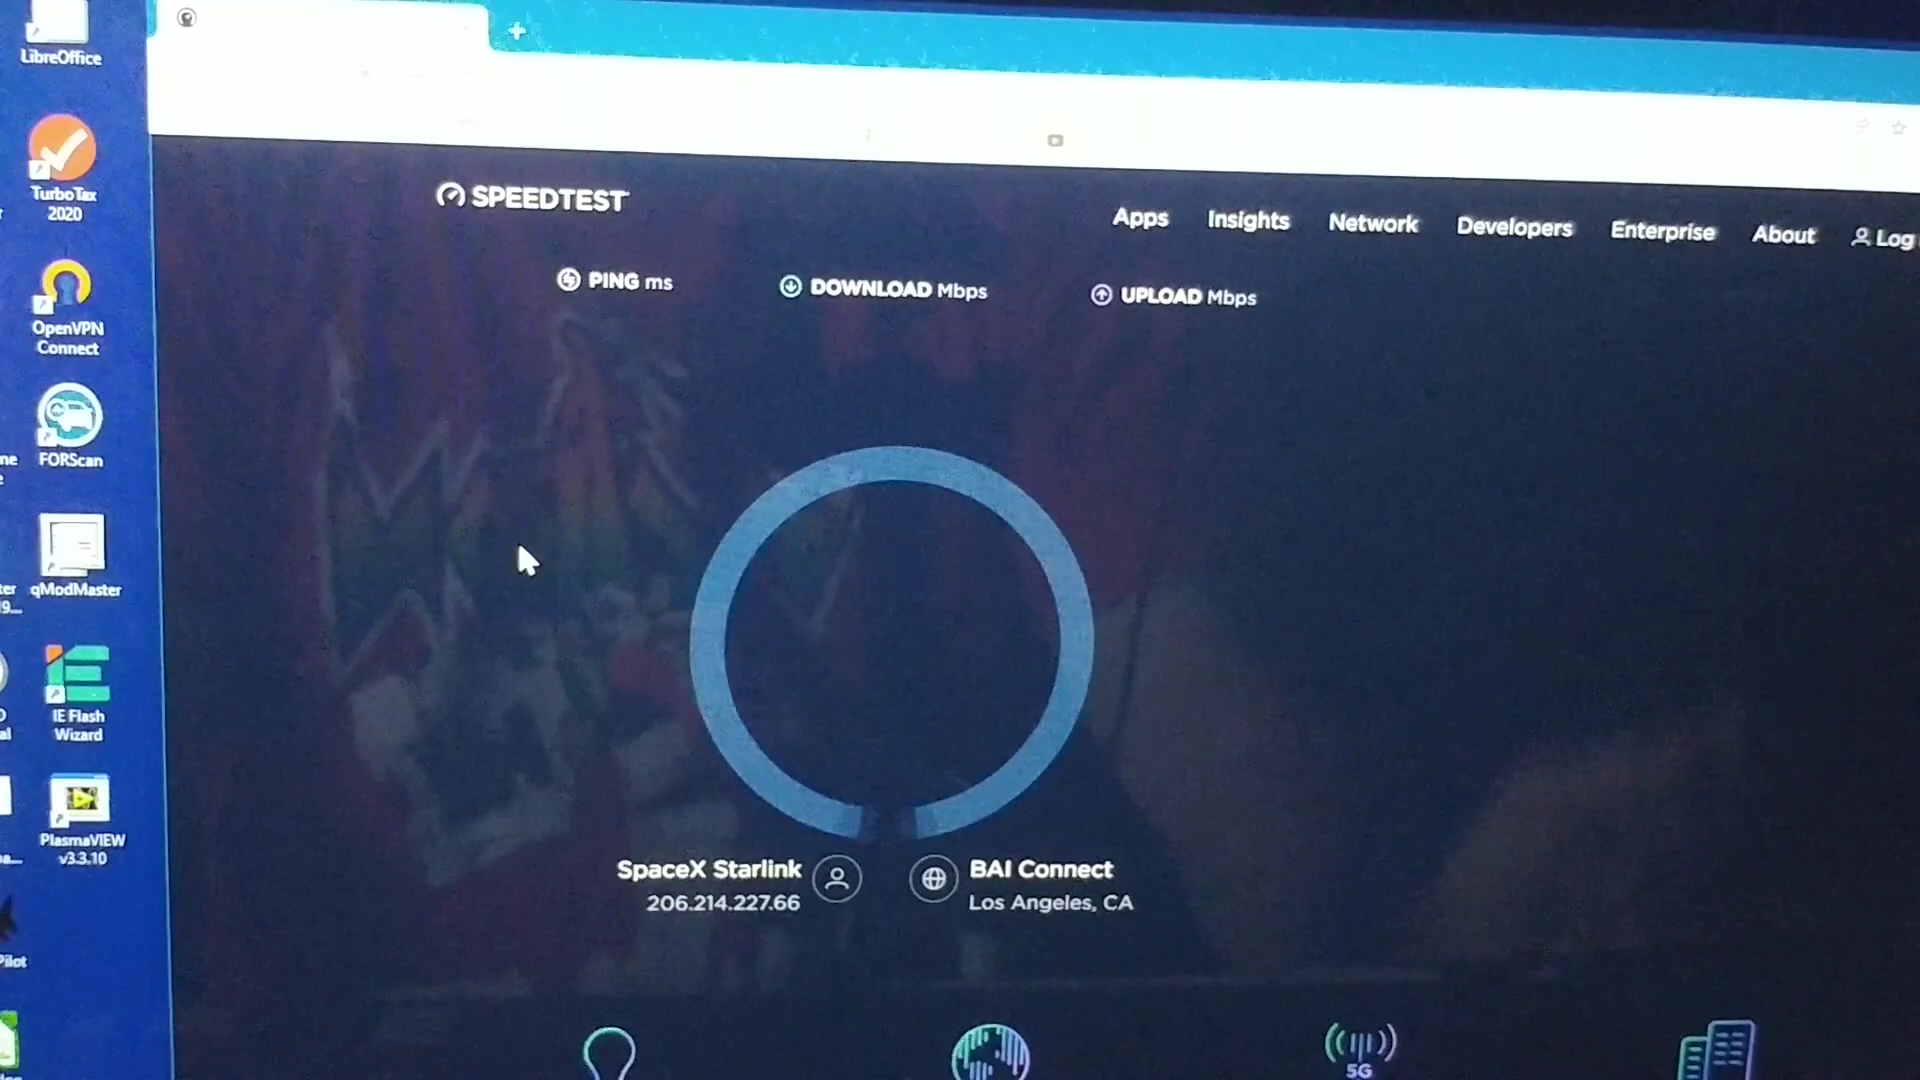 LibreOffice
TurboTax
2020
OpenVPN
Connect
FORScan
qModMaster
IE Flash
Wizard
PlasmaVIEW
v3.3.10
Pilot
SPEEDTEST
Apps Insights Network Developers Enterprise About Log
PING ms DOWNLOAD Mbps UPLOAD Mbps
SpaceX Starlink
206.214.227.66
BAI Connect
Los Angeles, CA
5G